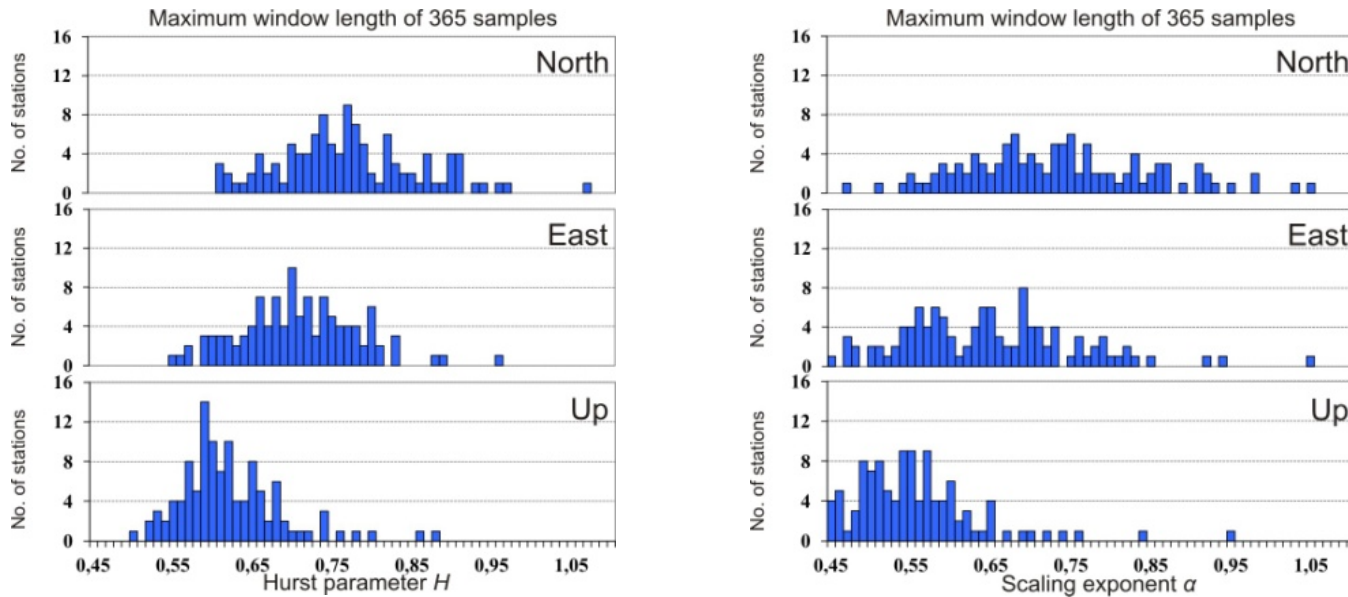 Maximum window length of 365 samples
16
North
12
8
4
0
No. of stations
16
East
12
8
4
0
No. of stations
16
Up
12
8
4
0
No. of stations
0,45 0,55 0,65 0,75 0,85 0,95 1,05
Hurst parameter H
Maximum window length of 365 samples
16
North
12
8
4
0
No. of stations
16
East
12
8
4
0
No. of stations
16
Up
12
8
4
0
No. of stations
0,45 0,55 0,65 0,75 0,85 0,95 1,05
Scaling exponent α